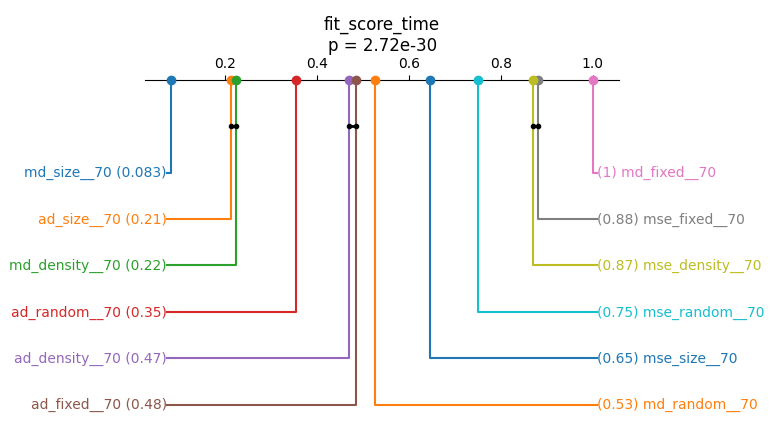 fit_score_time
p = 2.72e-30
0.2 0.4 0.6 0.8 1.0
md_size__70 (0.083)
(1) md_fixed__70
ad_size__70 (0.21)
(0.88) mse_fixed__70
md_density__70 (0.22)
(0.87) mse_density__70
ad_random__70 (0.35)
(0.75) mse_random__70
ad_density__70 (0.47)
(0.65) mse_size__70
ad_fixed__70 (0.48)
(0.53) md_random__70